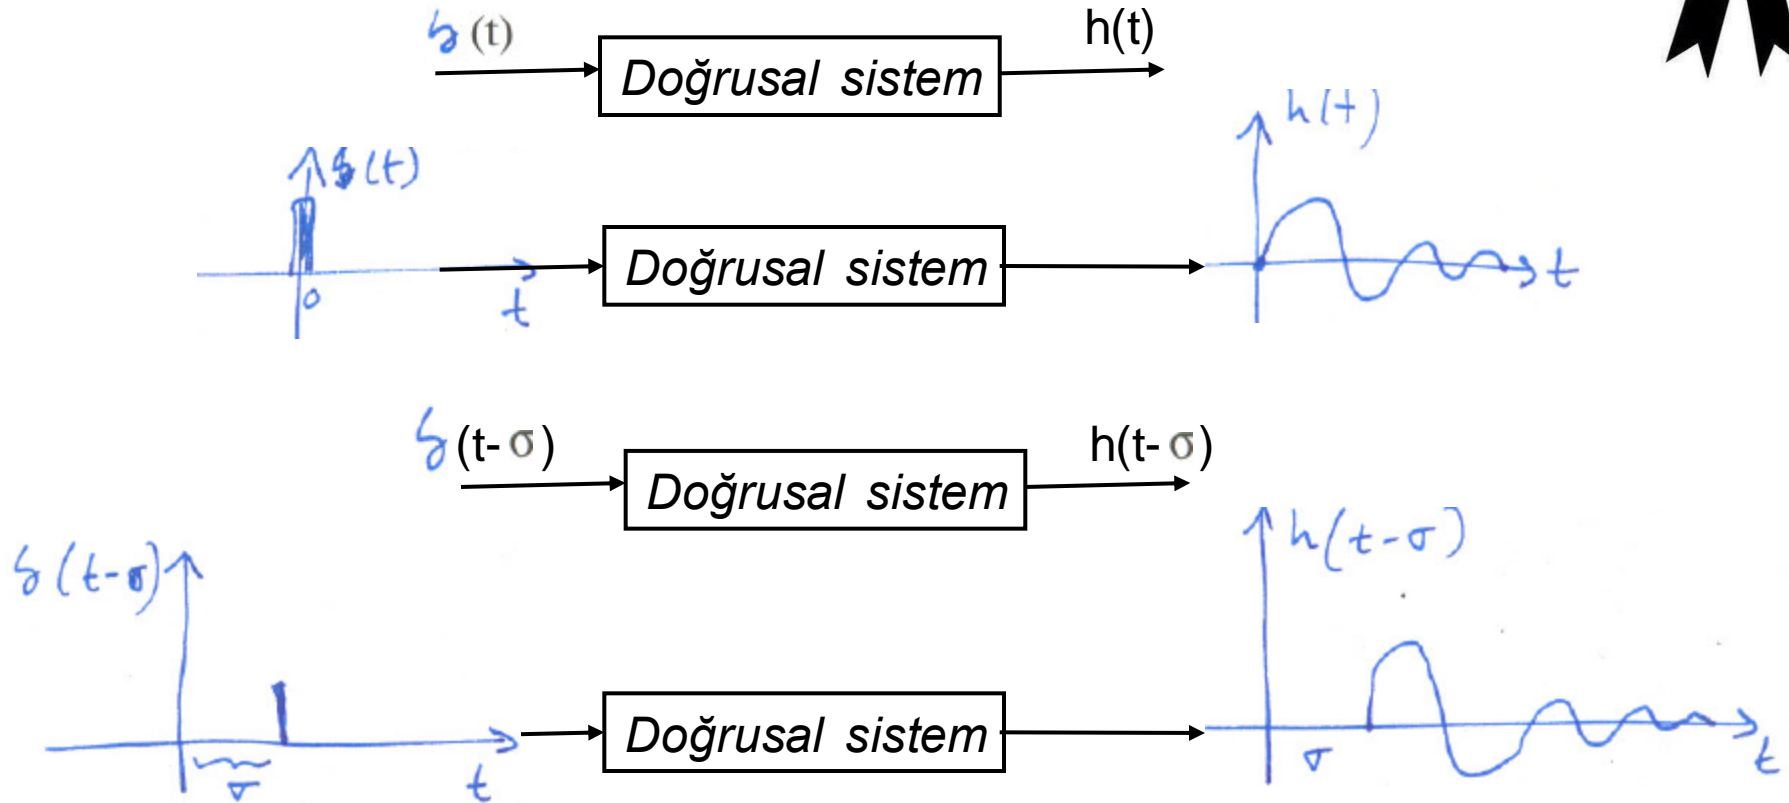 δ(t) h(t)
Doğrusal sistem
h(t)
δ(t)
Doğrusal sistem
0 t t
δ(t-σ) h(t-σ)
Doğrusal sistem
h(t-σ)
δ(t-σ)
Doğrusal sistem
σ t σ t